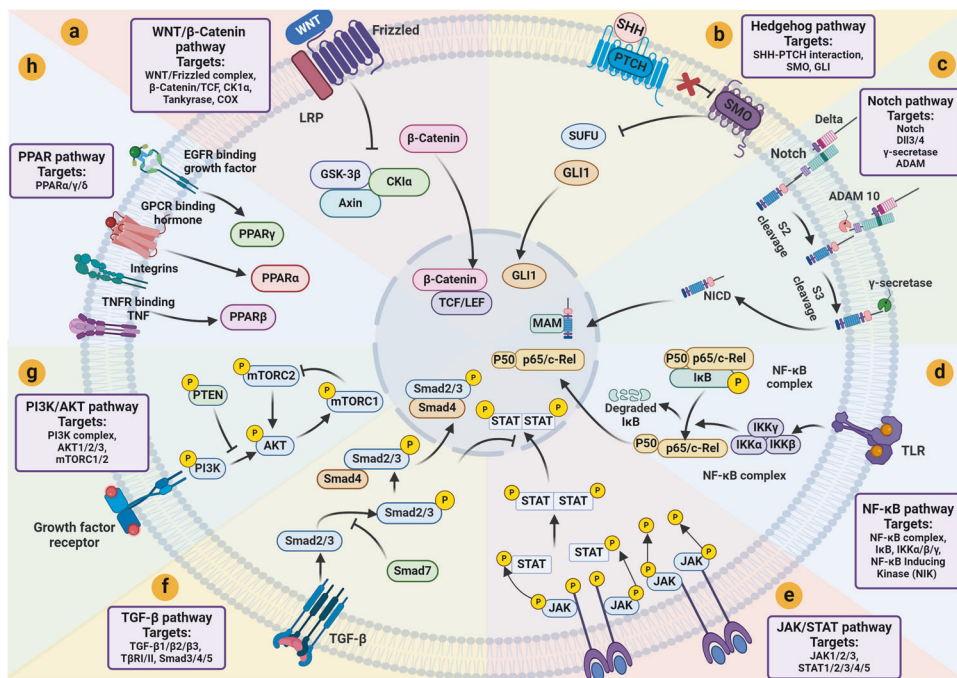 a
WNT/β-Catenin
pathway
Targets:
WNT/Frizzled complex,
β-Catenin/TCF, CK1α,
Tankyrase, COX
WNT
Frizzled
LRP
β-Catenin
GSK-3β
CKIα
Axin
β-Catenin
TCF/LEF
b
Hedgehog pathway
Targets:
SHH-PTCH interaction,
SMO, GLI
SHH
PTCH
SMO
SUFU
GLI1
GLI1
c
Notch pathway
Targets:
Notch
Dll3/4
γ-secretase
ADAM
Delta
Notch
ADAM 10
S2
cleavage
S3
cleavage
γ-secretase
NICD
MAM
d
P50
p65/c-Rel
P50
p65/c-Rel
IκB
P
NF-κB
complex
Degraded
IκB
P50
P
p65/c-Rel
IKKγ
IKKα
IKKβ
NF-κB complex
TLR
NF-κB pathway
Targets:
NF-κB complex,
IκB, IKKα/β/γ,
NF-κB Inducing
Kinase (NIK)
e
JAK/STAT pathway
Targets:
JAK1/2/3,
STAT1/2/3/4/5
P
P
STAT STAT
P
P
STAT
STAT
P
STAT
P
STAT
P
P
P
P
P
P
P
P
JAK
JAK
JAK
JAK
f
TGF-β pathway
Targets:
TGF-β1/β2/β3,
TβRI/II, Smad3/4/5
TGF-β
Smad2/3
Smad7
P
Smad2/3
P
Smad2/3
Smad4
P
Smad2/3
Smad4
g
PI3K/AKT pathway
Targets:
PI3K complex,
AKT1/2/3,
mTORC1/2
P
PTEN
P
mTORC2
P
mTORC1
P
AKT
P
PI3K
Growth factor
receptor
h
PPAR pathway
Targets:
PPARα/γ/δ
EGFR binding
growth factor
GPCR binding
hormone
PPARγ
Integrins
PPARα
TNFR binding
TNF
PPARβ